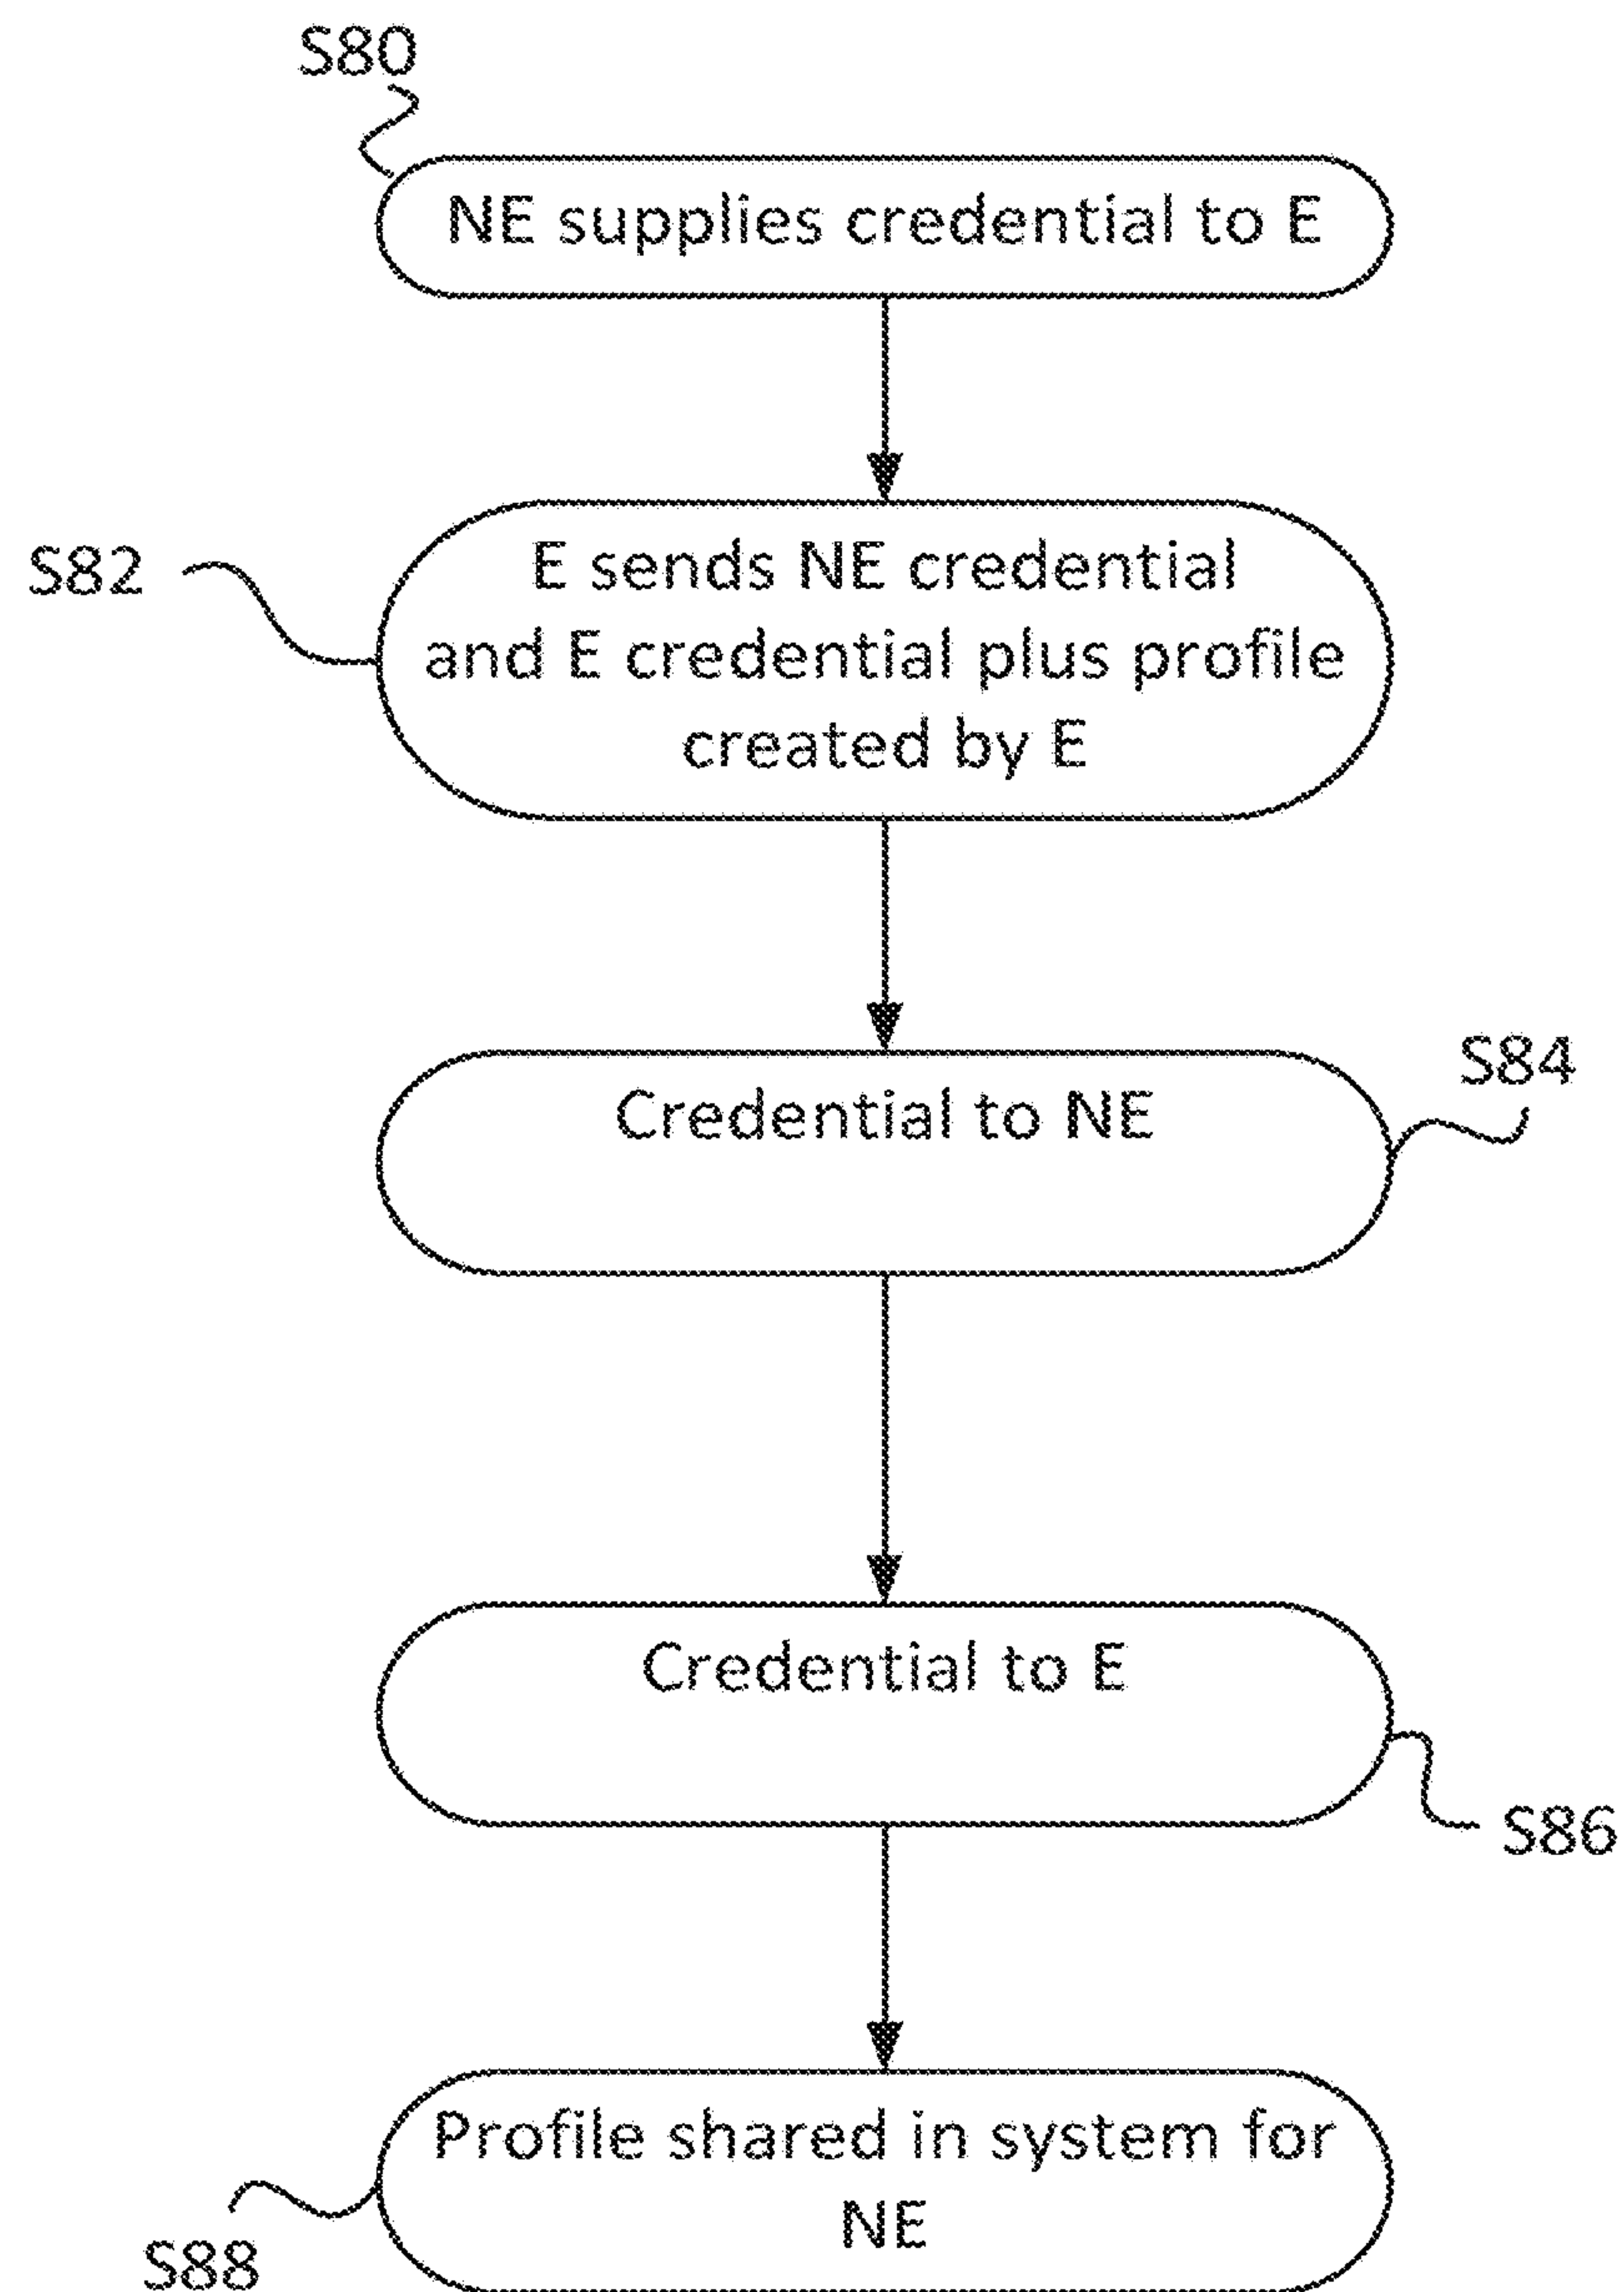 S80
NE supplies credential to E
S82
E sends NE credential
and E credential plus profile
created by E
S84
Credential to NE
Credential to E
S86
Profile shared in system for
NE
S88